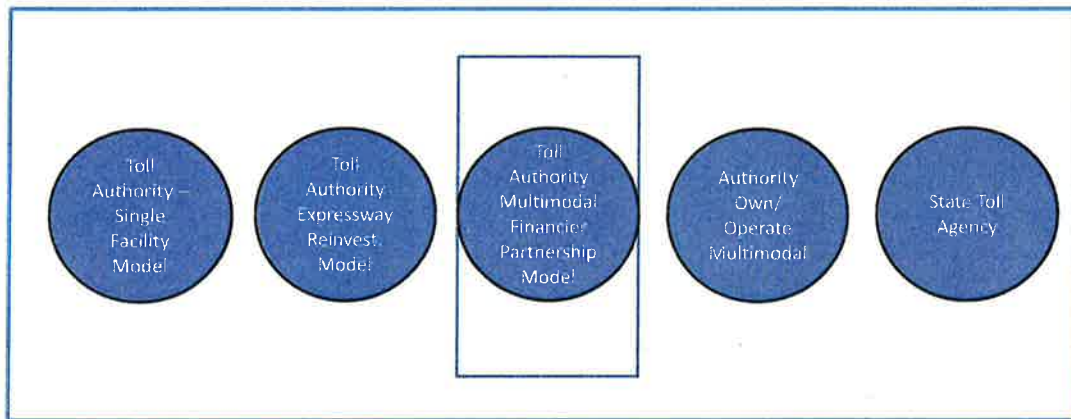 Toll
Authority –
Single
Facility
Model
Toll
Authority
Expressway
Reinvest.
Model
Toll
Authority
Multimodal
Financier
Partnership
Model
Authority
Own/
Operate
Multimodal
State Toll
Agency